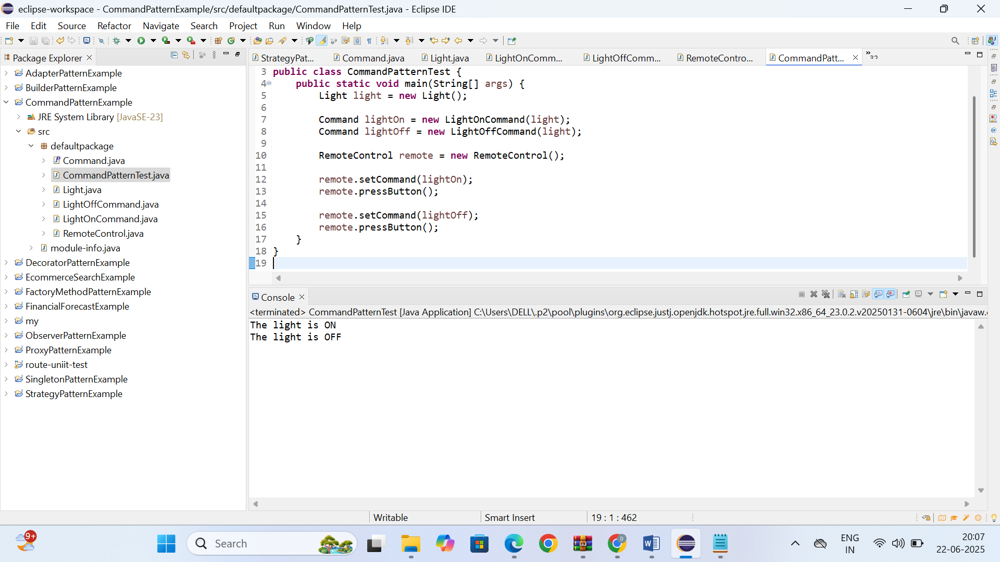 eclipse-workspace - CommandPatternExample/src/defaultpackage/CommandPatternTest.java - Eclipse IDE
File Edit Source Refactor Navigate Search Project Run Window Help
Package Explorer
AdapterPatternExample
BuilderPatternExample
CommandPatternExample
JRE System Library [JavaSE-23]
src
defaultpackage
Command.java
CommandPatternTest.java
Light.java
LightOffCommand.java
LightOnCommand.java
RemoteControl.java
module-info.java
DecoratorPatternExample
EcommerceSearchExample
FactoryMethodPatternExample
FinancialForecastExample
my
ObserverPatternExample
ProxyPatternExample
route-uniit-test
SingletonPatternExample
StrategyPatternExample
StrategyPat... Command.java Light.java LightOnComm... LightOffComm... RemoteContro... CommandPatt... »32
3 public class CommandPatternTest {
4 public static void main(String[] args) {
5 Light light = new Light();
6
7 Command lightOn = new LightOnCommand(light);
8 Command lightOff = new LightOffCommand(light);
9
10 RemoteControl remote = new RemoteControl();
11
12 remote.setCommand(lightOn);
13 remote.pressButton();
14
15 remote.setCommand(lightOff);
16 remote.pressButton();
17 }
18 }
19
Console
<terminated> CommandPatternTest [Java Application] C:\Users\DELL\.p2\pool\plugins\org.eclipse.justj.openjdk.hotspot.jre.full.win32.x86_64_23.0.2.v20250131-0604\jre\bin\javaw.
The light is ON
The light is OFF
Writable Smart Insert 19 : 1 : 462
9+
Search
ENG
IN
20:07
22-06-2025